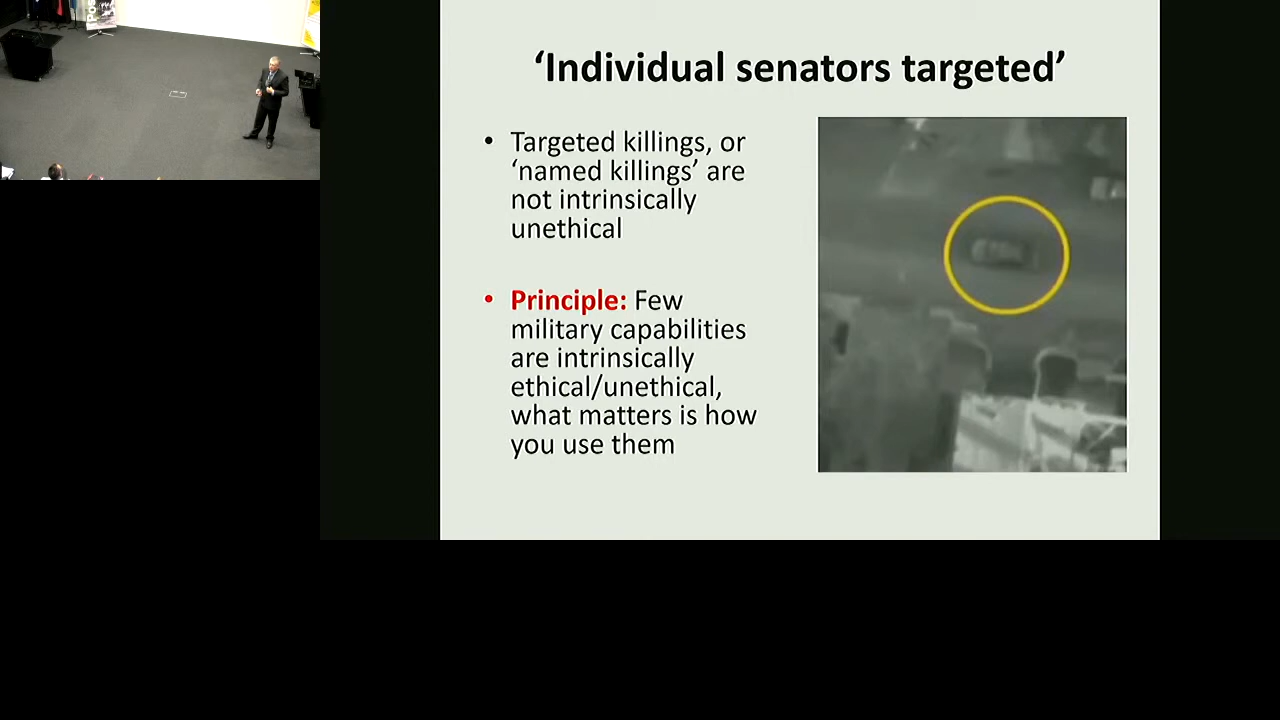 ‘Individual senators targeted’
• Targeted killings, or
‘named killings’ are
not intrinsically
unethical
• Principle: Few
military capabilities
are intrinsically
ethical/unethical,
what matters is how
you use them